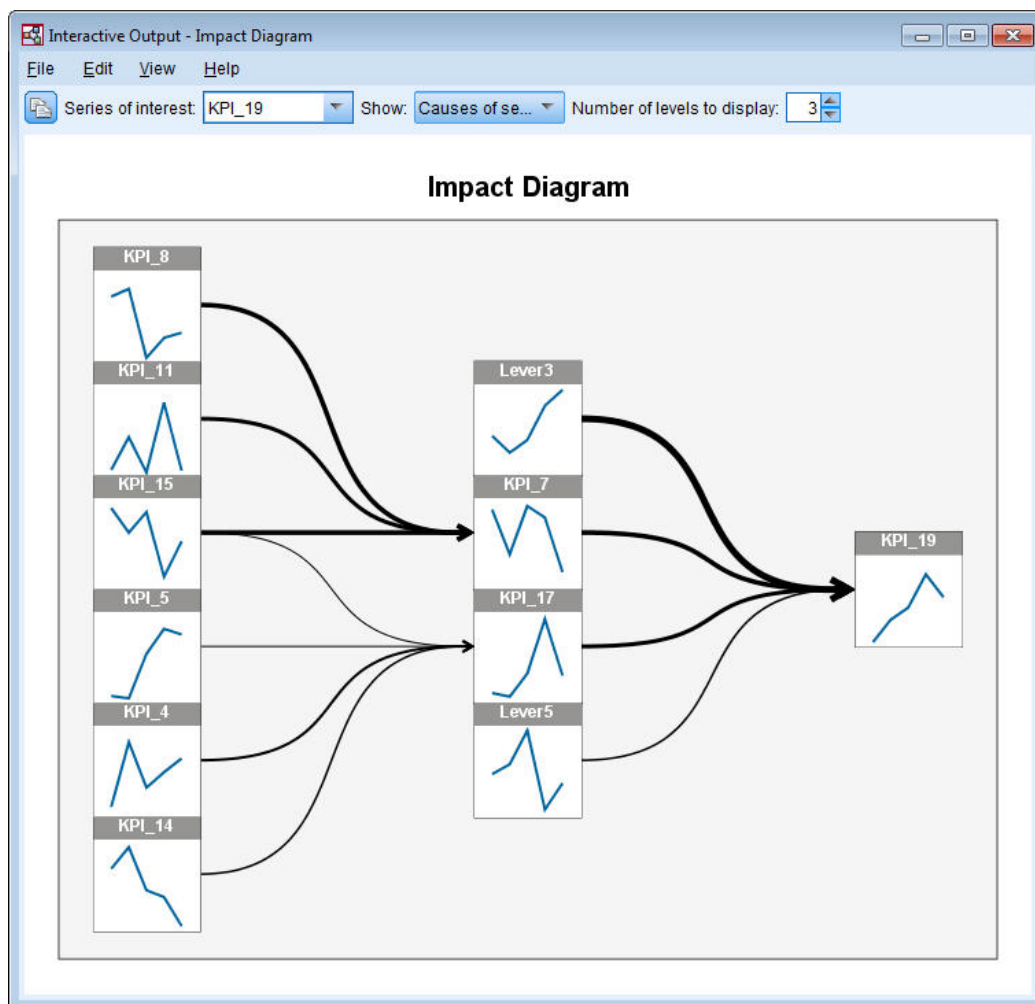 Interactive Output - Impact Diagram
File Edit View Help
Series of interest: KPI_19 Show: Causes of se... Number of levels to display: 3
Impact Diagram
KPI_8
KPI_11
KPI_15
KPI_5
KPI_4
KPI_14
Lever3
KPI_7
KPI_17
Lever5
KPI_19